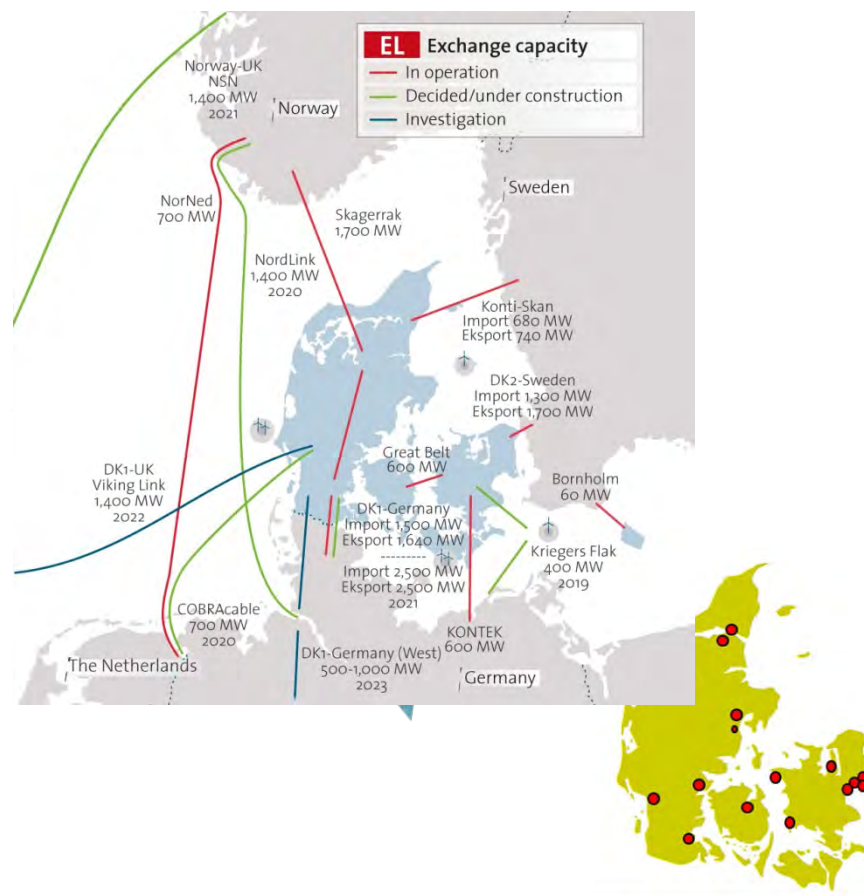 EL Exchange capacity
In operation
Decided/under construction
Investigation
Norway-UK
NSN
1,400 MW
2021
Norway
Sweden
NorNed
700 MW
Skagerrak
1,700 MW
NordLink
1,400 MW
2020
Konti-Skan
Import 680 MW
Eksport 740 MW
DK2-Sweden
Import 1,300 MW
Eksport 1,700 MW
Great Belt
600 MW
DK1-UK
Viking Link
1,400 MW
2022
Bornholm
60 MW
DK1-Germany
Import 1,500 MW
Eksport 1,640 MW
Import 2,500 MW
Eksport 2,500 MW
2021
Kriegers Flak
400 MW
2019
COBRAcable
700 MW
2020
KONTEK
600 MW
The Netherlands
DK1-Germany (West)
500-1,000 MW
2023
Germany